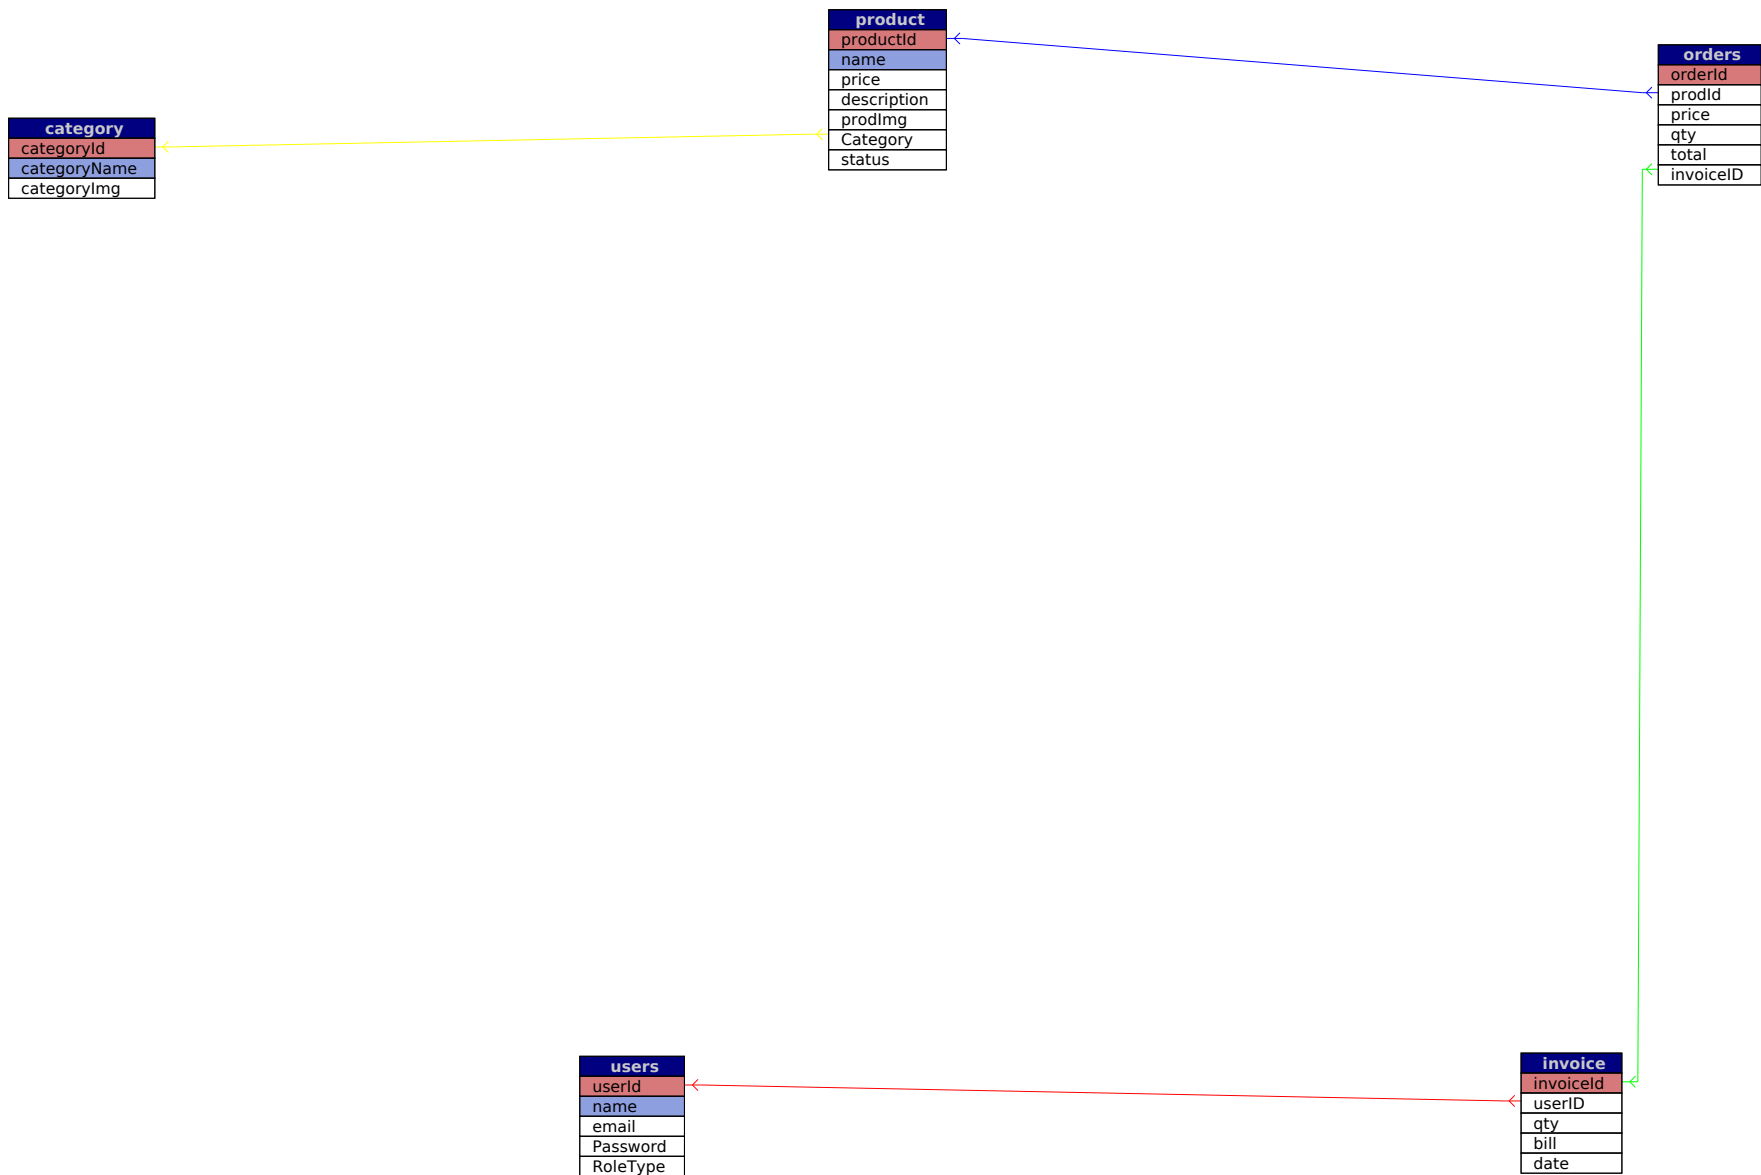 product
productId
name
price
description
prodImg
Category
status
orders
orderId
prodId
price
qty
total
invoiceID
category
categoryId
categoryName
categoryImg
users
userId
name
email
Password
RoleType
invoice
invoiceId
userID
qty
bill
date